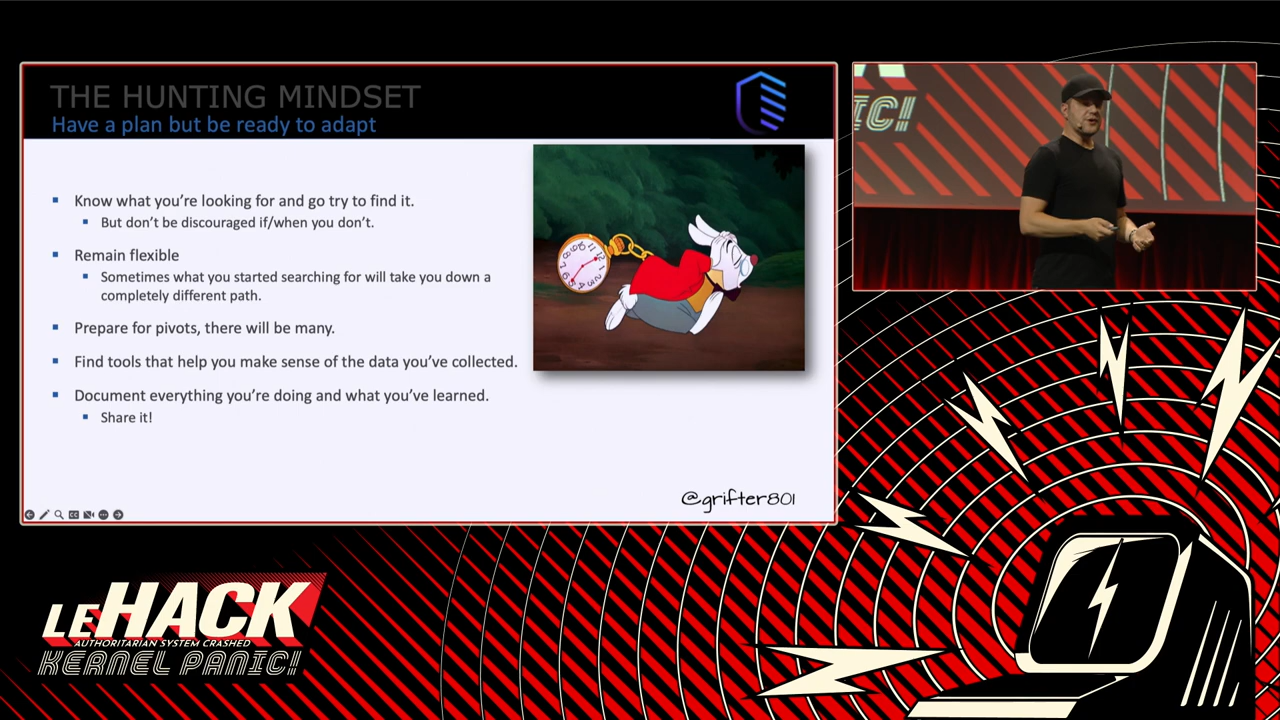 THE HUNTING MINDSET
Have a plan but be ready to adapt
Know what you're looking for and go try to find it.
But don't be discouraged if/when you don't.
Remain flexible
Sometimes what you started searching for will take you down a
completely different path.
Prepare for pivots, there will be many.
Find tools that help you make sense of the data you've collected.
Document everything you're doing and what you've learned.
Share it!
@grifter801
IC!
LEHACK
AUTHORITARIAN SYSTEM CRASHED
KERNEL PANIC!